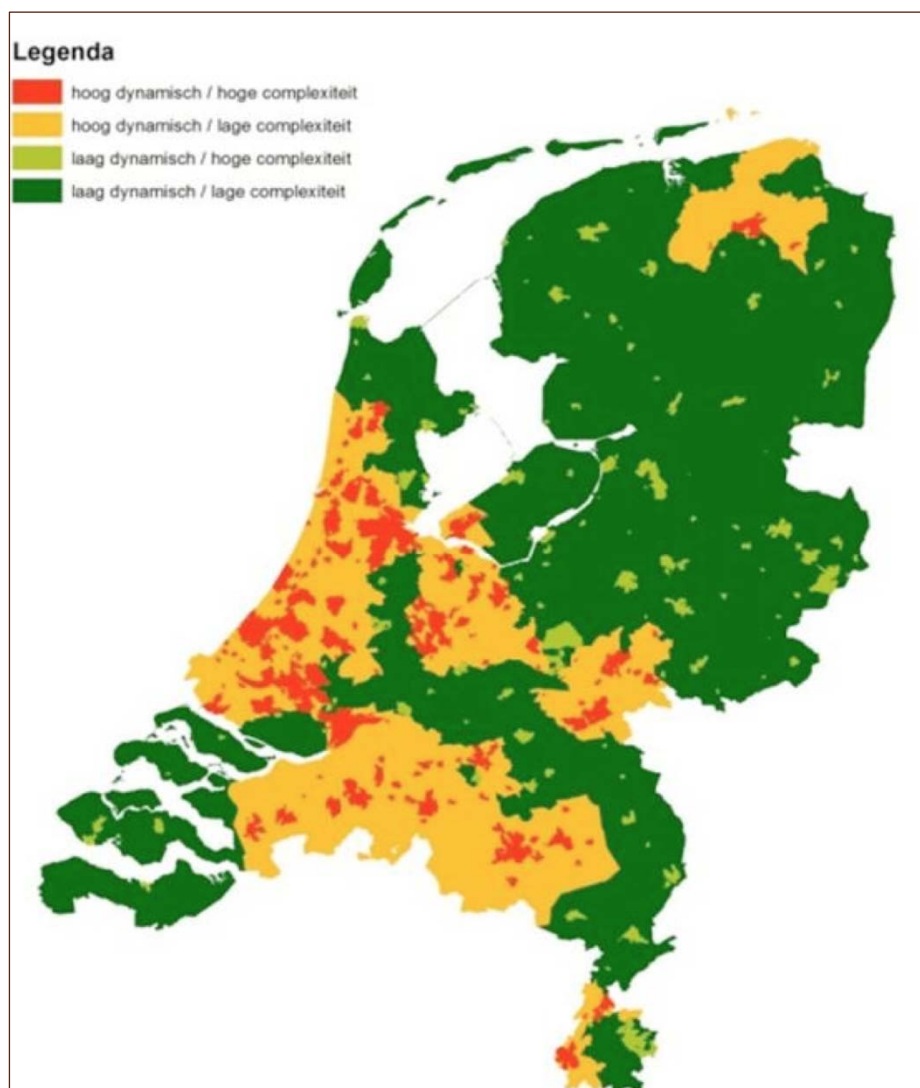 Legenda
hoog dynamisch / hoge complexiteit
hoog dynamisch / lage complexiteit
laag dynamisch / hoge complexiteit
laag dynamisch / lage complexiteit